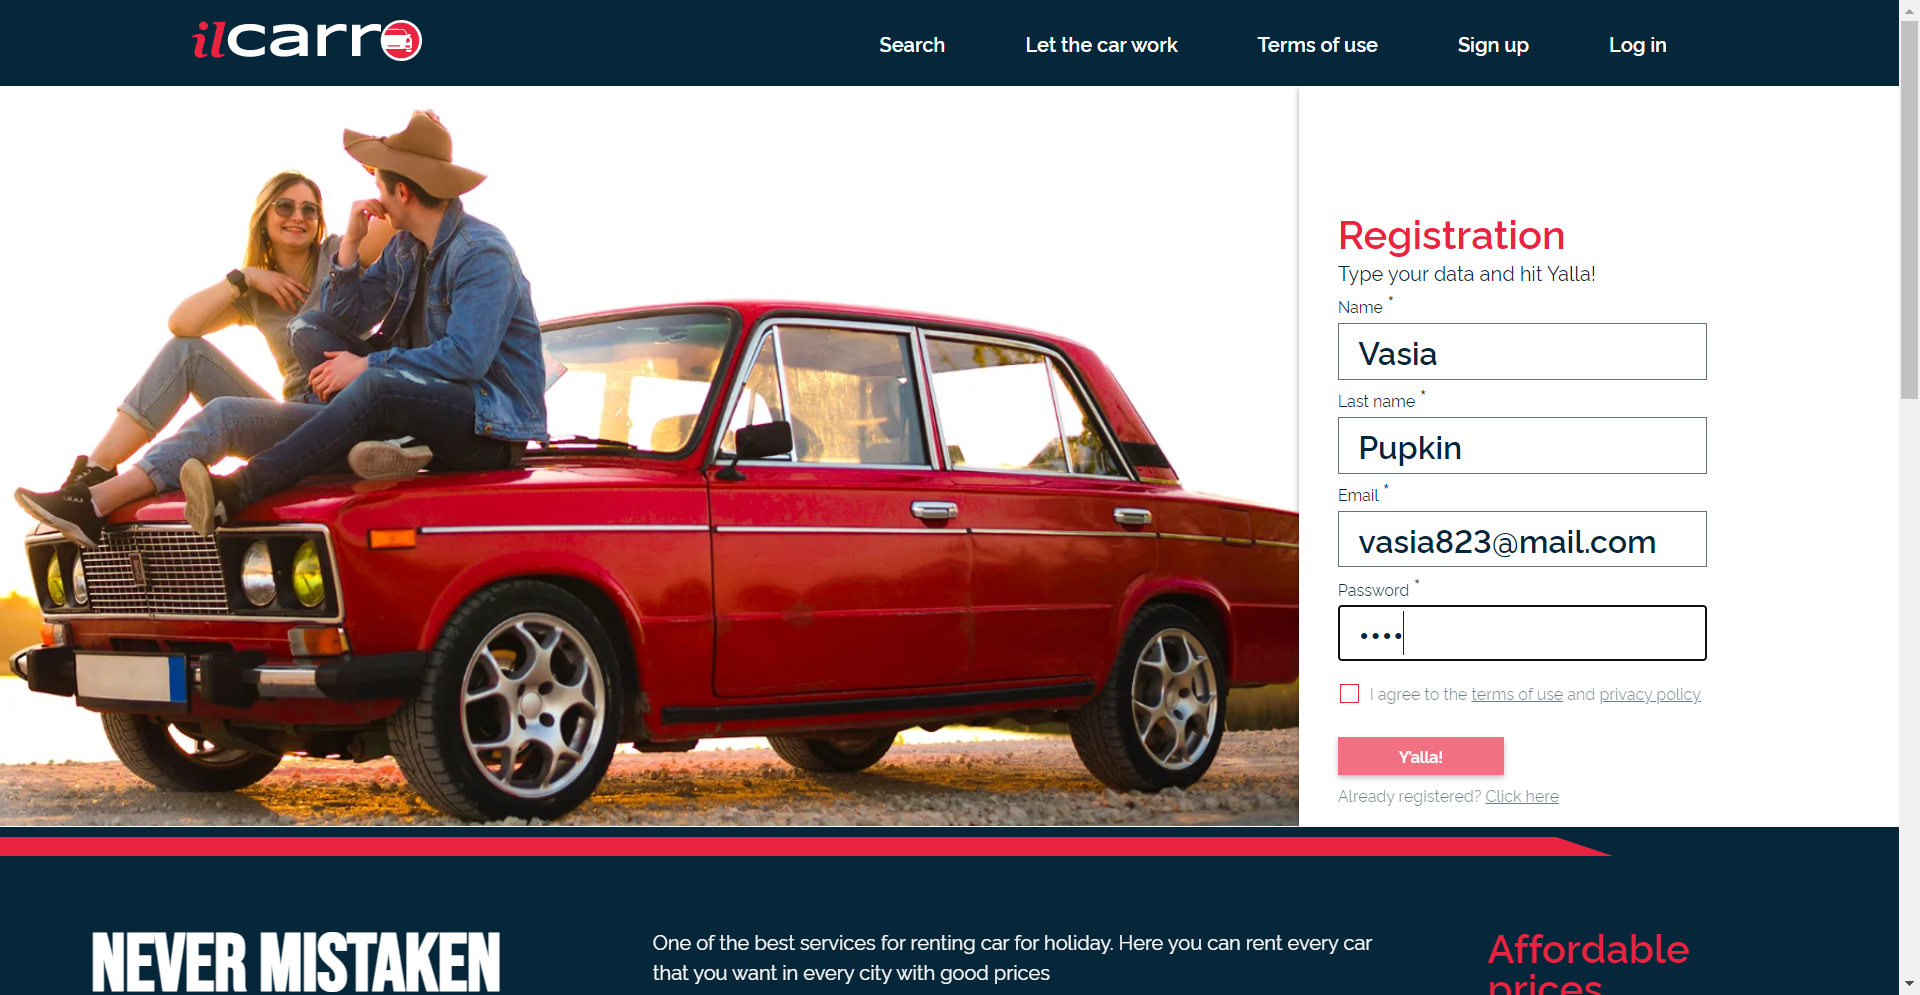 ilcarro
Search Let the car work Terms of use Sign up Log in
Registration
Type your data and hit Yalla!
Name *
Vasia
Last name *
Pupkin
Email *
vasia823@mail.com
Password *
••••
I agree to the terms of use and privacy policy
Y'alla!
Already registered? Click here
NEVER MISTAKEN
One of the best services for renting car for holiday. Here you can rent every car
that you want in every city with good prices
Affordable
prices